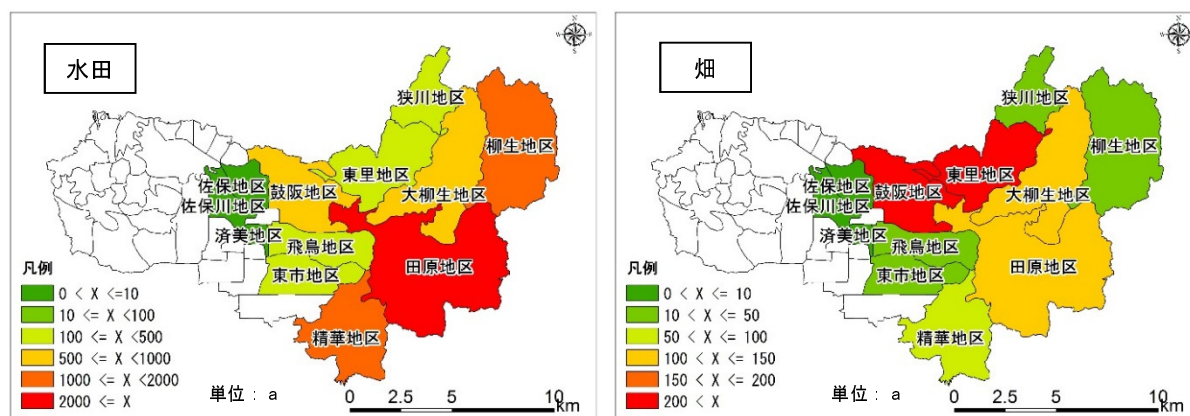 水田
狭川地区
柳生地区
東里地区
佐保地区
鼓阪地区
大柳生地区
佐保川地区
済美地区
飛鳥地区
田原地区
東市地区
精華地区
凡例
0 < X <=10
10 <= X <100
100 <= X <500
500 <= X <1000
1000 <= X <2000
2000 <= X
単位：a
0 2.5 5 10
km
畑
狭川地区
柳生地区
東里地区
佐保地区
鼓阪地区
大柳生地区
佐保川地区
済美地区
飛鳥地区
田原地区
東市地区
精華地区
凡例
0 < X <= 10
10 < X <= 50
50 < X <= 100
100 < X <= 150
150 < X <= 200
200 < X
単位：a
0 2.5 5 10
km